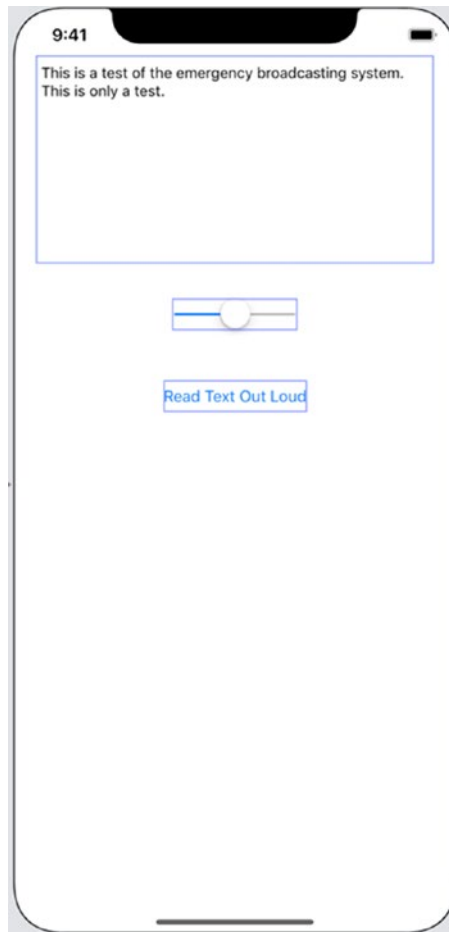 9:41
This is a test of the emergency broadcasting system.
This is only a test.
Read Text Out Loud